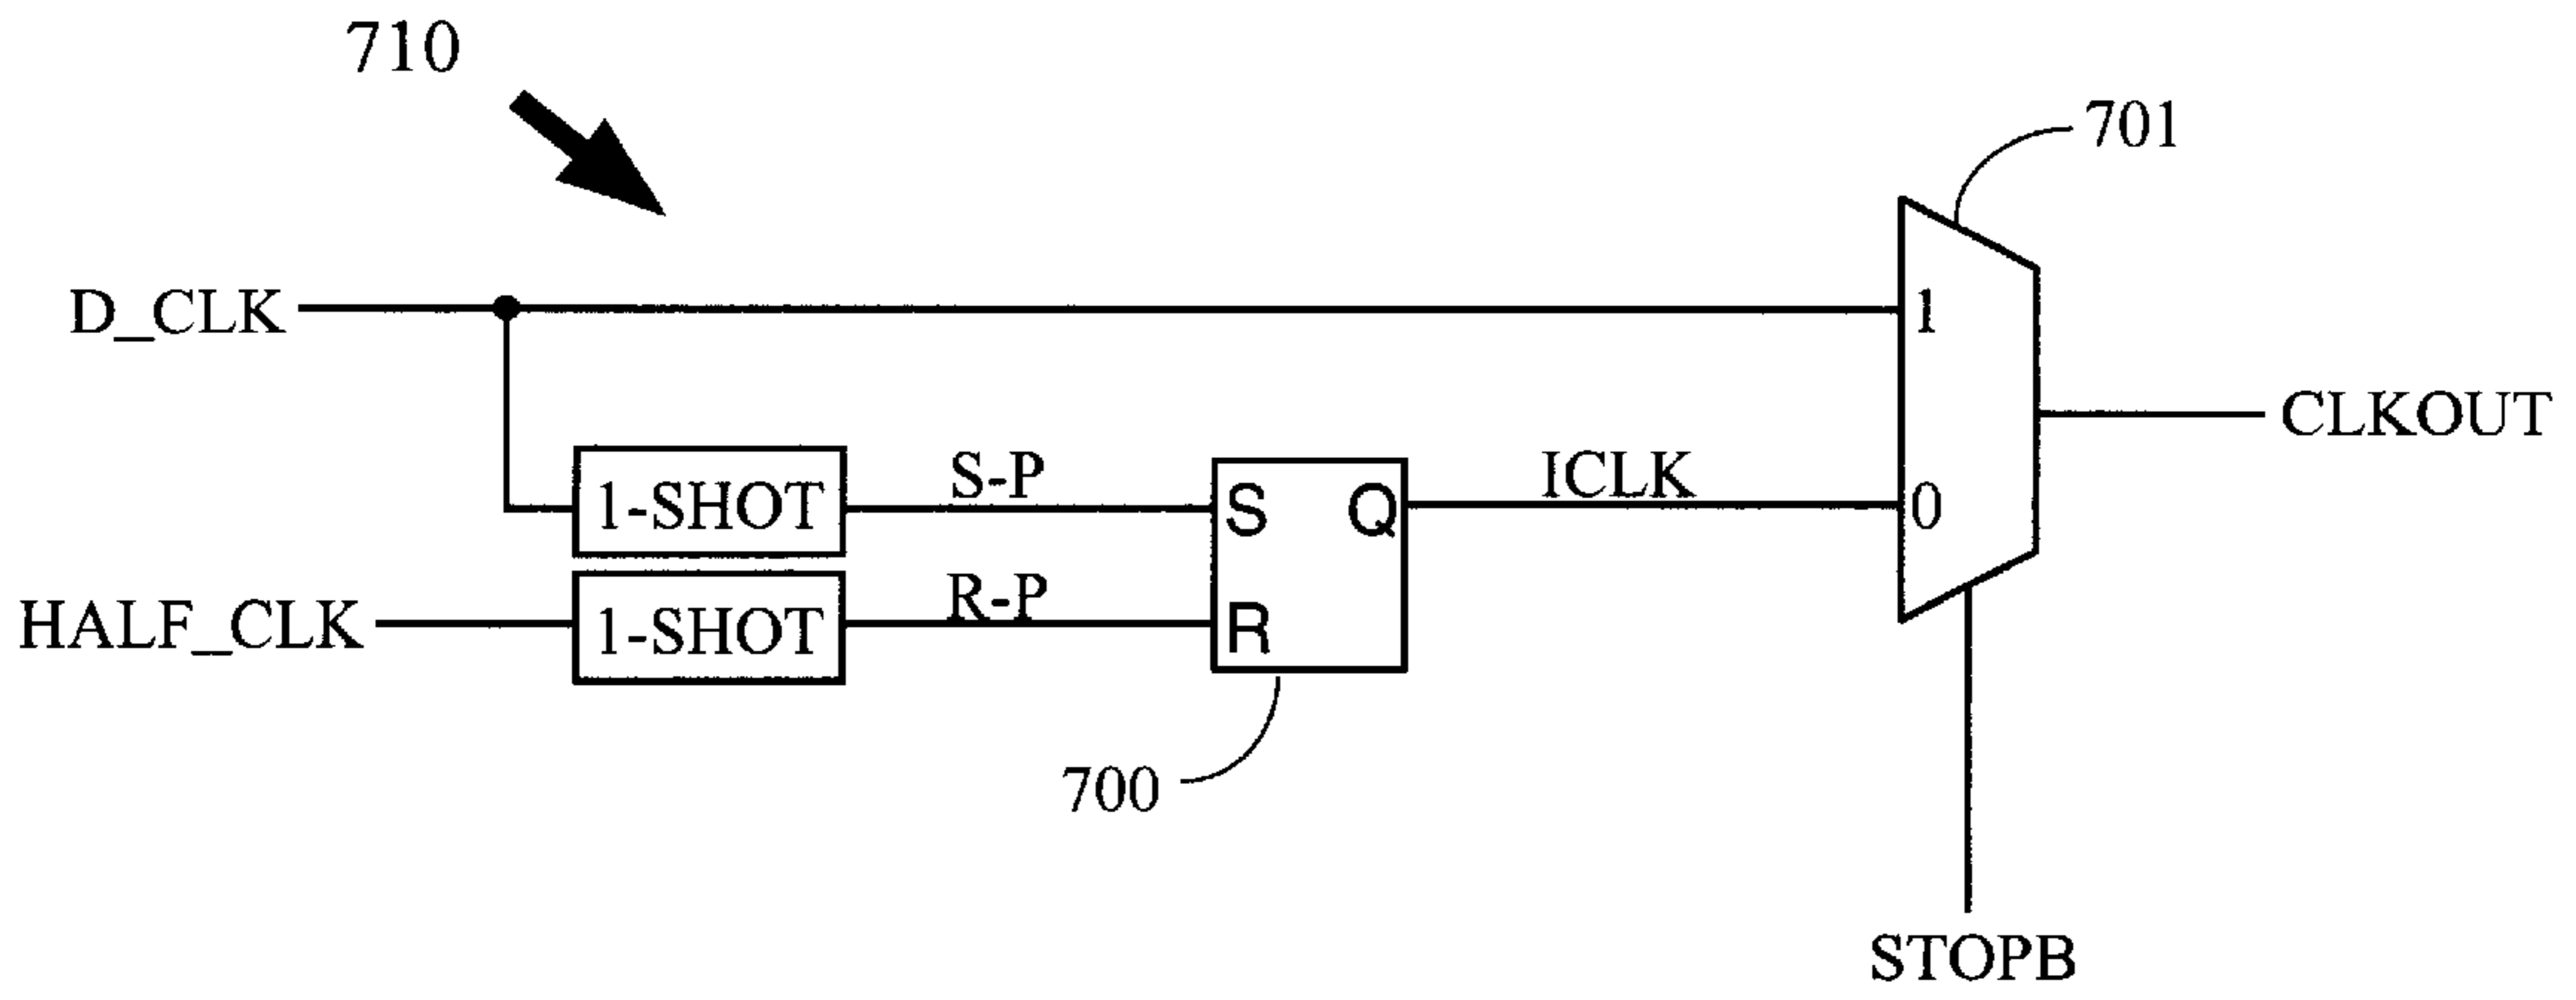 710
701
D_CLK
1
CLKOUT
1-SHOT
S-P
S
Q
ICLK
0
HALF_CLK
1-SHOT
R-P
R
700
STOPB